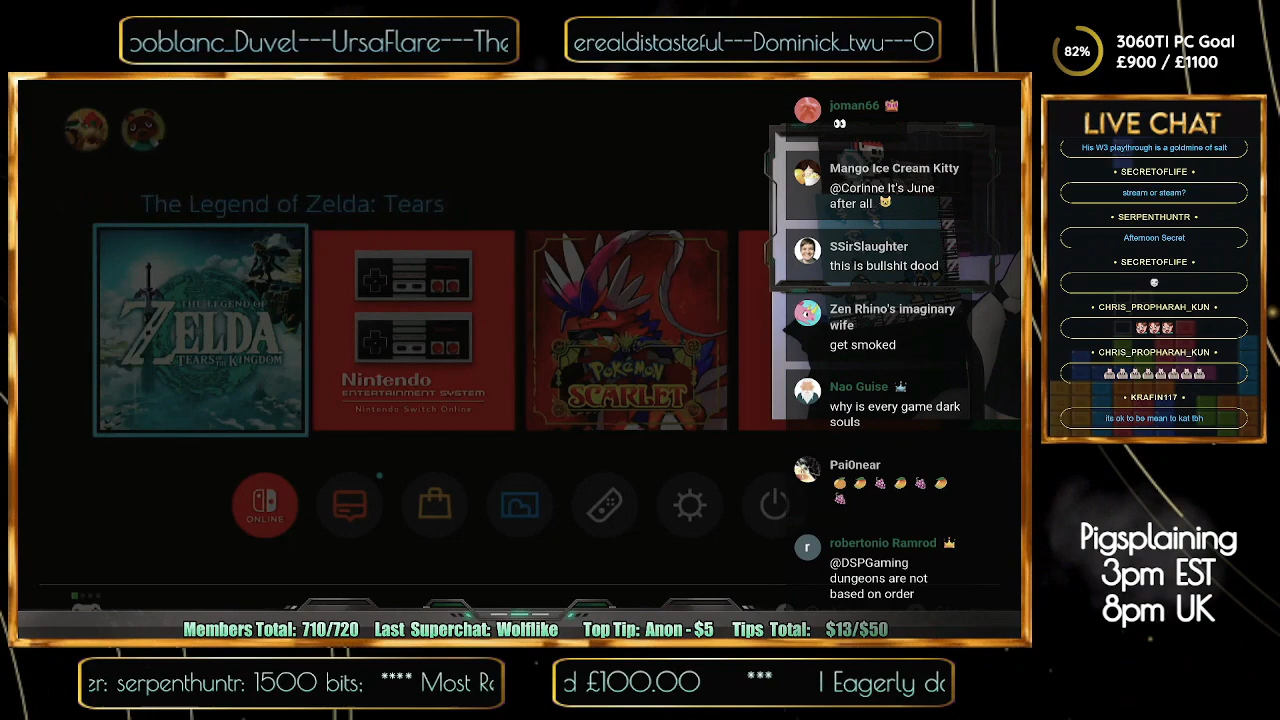 ooblanc_Duvel---UrsaFlare---The
erealdistasteful---Dominick_twu---O
82%
3060TI PC Goal
£900 / £1100
LIVE CHAT
His W3 playthrough is a goldmine of salt
• SECRETOFLIFE •
stream or steam?
• SERPENTHUNTR •
Afternoon Secret
• SECRETOFLIFE •
• CHRIS_PROPHARAH_KUN •
• CHRIS_PROPHARAH_KUN •
• KRAFIN117 •
its ok to be mean to kat tbh
The Legend of Zelda: Tears
THE LEGEND OF
ZELDA
TEARS OF THE KINGDOM
Nintendo
ENTERTAINMENT SYSTEM
Nintendo Switch Online
POKÉMON
SCARLET
ONLINE
joman66
Mango Ice Cream Kitty
@Corinne It's June
after all
SSirSlaughter
this is bullshit dood
Zen Rhino's imaginary
wife
get smoked
Nao Guise
why is every game dark
souls
Pai0near
r
robertonio Ramrod
@DSPGaming
dungeons are not
based on order
Members Total: 710/720 Last Superchat: Wolflike Top Tip: Anon - $5 Tips Total: $13/$50
Pigsplaining
3pm EST
8pm UK
er: serpenthuntr: 1500 bits: **** Most Re
d £100.00 *** I Eagerly do